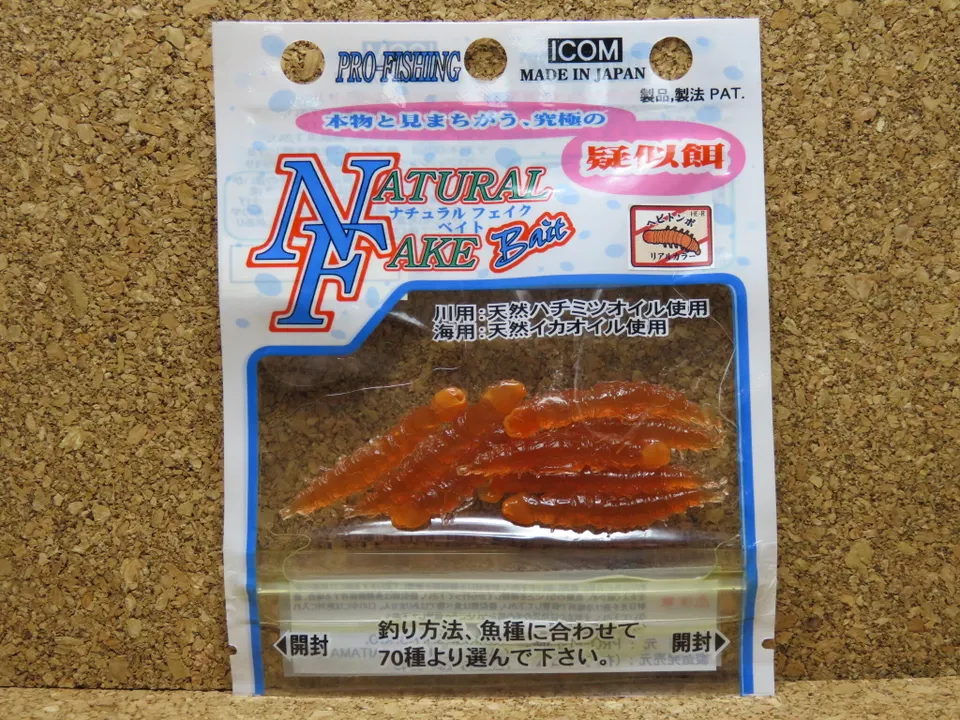 PRO-FISHING
ICOM
MADE IN JAPAN
製品,製法 PAT.
本物と見まちがう、究極の
疑似餌
NATURAL
ナチュラル フェイク
ベイト
FAKE Bait
HE-B
ヘビトンボ
リアルカラー
川用:天然ハチミツオイル使用
海用:天然イカオイル使用
釣り方法、魚種に合わせて
70種より選んで下さい。
◀開封
開封▶